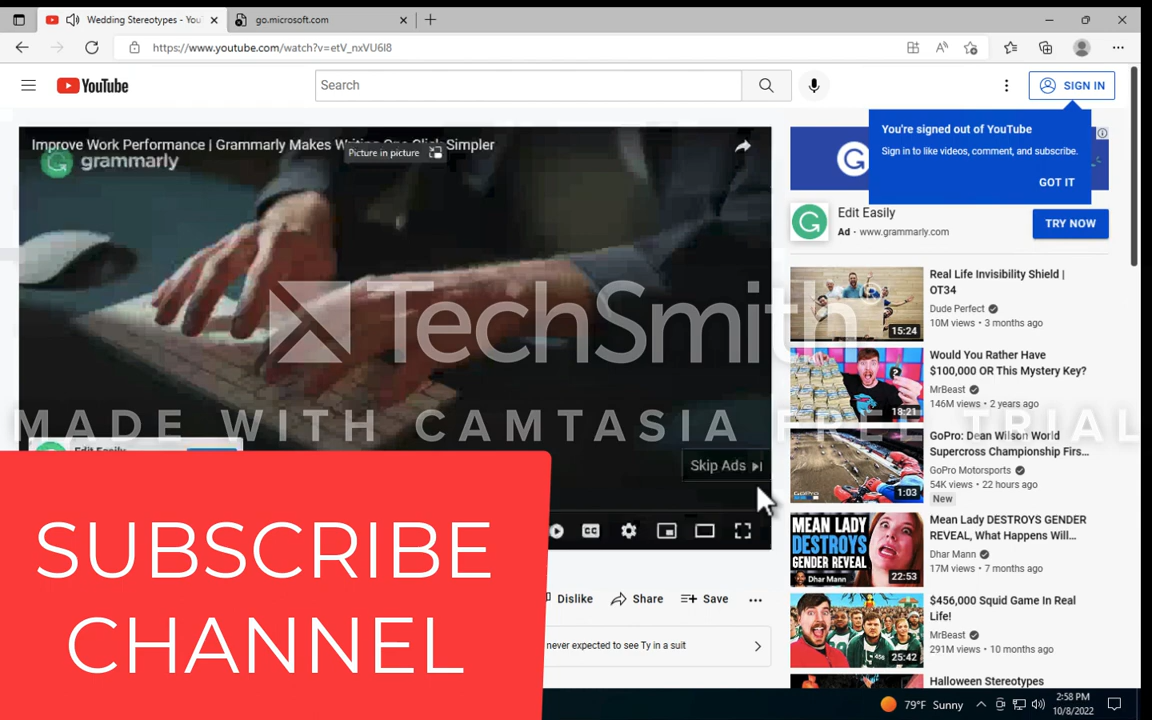 Wedding Stereotypes - You
go.microsoft.com
https://www.youtube.com/watch?v=etV_nxVU6l8
YouTube
Search
SIGN IN
You're signed out of YouTube
Sign in to like videos, comment, and subscribe.
GOT IT
Improve Work Performance | Grammarly Makes Writing One-Click Simpler
grammarly
Picture in picture
Edit Easily
Ad • www.grammarly.com
TRY NOW
TechSmith
MADE WITH CAMTASIA FREE TRIAL
Edit Easily
Skip Ads
Real Life Invisibility Shield |
OT34
Dude Perfect
10M views • 3 months ago
15:24
Would You Rather Have
$100,000 OR This Mystery Key?
MrBeast
146M views • 2 years ago
18:21
GoPro: Dean Wilson World
Supercross Championship Firs...
GoPro Motorsports
54K views • 22 hours ago
New
1:03
Mean Lady DESTROYS GENDER
REVEAL, What Happens Will...
Dhar Mann
17M views • 7 months ago
MEAN LADY
DESTROYS
GENDER REVEAL
Dhar Mann
22:53
$456,000 Squid Game In Real
Life!
MrBeast
291M views • 10 months ago
25:42
Halloween Stereotypes
SUBSCRIBE
CHANNEL
CC
Dislike
Share
Save
never expected to see Ty in a suit
79°F Sunny
2:58 PM
10/8/2022